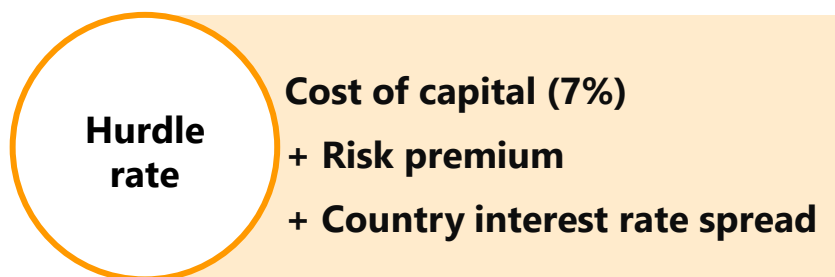 Hurdle
rate
Cost of capital (7%)
+ Risk premium
+ Country interest rate spread